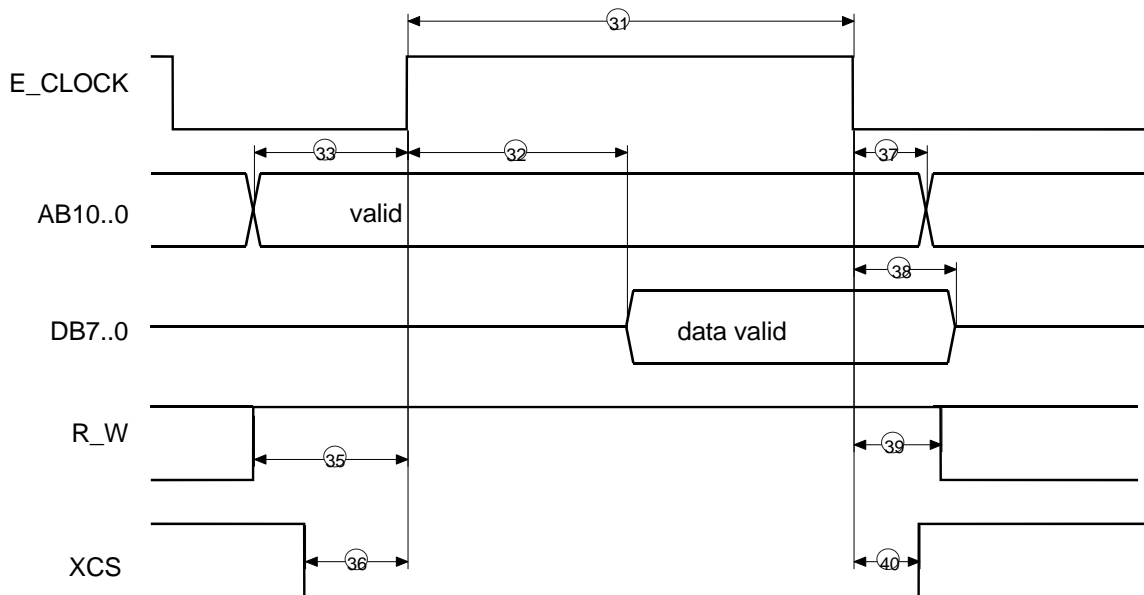 31
E_CLOCK
33
32
37
AB10..0
valid
38
DB7..0
data valid
R_W
35
39
36
40
XCS